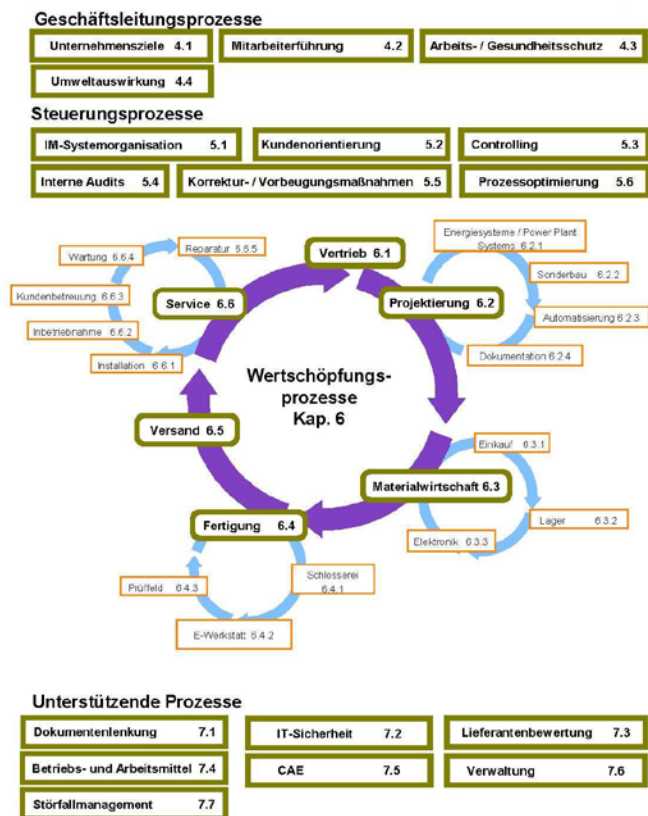 Geschäftsleitungsprozesse
Unternehmensziele 4.1
Mitarbeiterführung 4.2
Arbeits- / Gesundheitsschutz 4.3
Umweltauswirkung 4.4
Steuerungsprozesse
IM-Systemorganisation 5.1
Kundenorientierung 5.2
Controlling 5.3
Interne Audits 5.4
Korrektur- / Vorbeugungsmaßnahmen 5.5
Prozessoptimierung 5.6
Vertrieb 6.1
Projektierung 6.2
Energiesysteme / Power Plant
Systems 6.2.1
Sonderbau 6.2.2
Automatisierung 6.2.3
Dokumentation 6.2.4
Reparatur 6.6.5
Wartung 6.6.4
Kundenbetreuung 6.6.3
Inbetriebnahme 6.6.2
Installation 6.6.1
Service 6.6
Wertschöpfungs-
prozesse
Kap. 6
Versand 6.5
Materialwirtschaft 6.3
Einkauf 6.3.1
Lager 6.3.2
Elektronik 6.3.3
Fertigung 6.4
Schlosserei
6.4.1
E-Werkstatt 6.4.2
Prüffeld 6.4.3
Unterstützende Prozesse
Dokumentenlenkung 7.1
IT-Sicherheit 7.2
Lieferantenbewertung 7.3
Betriebs- und Arbeitsmittel 7.4
CAE 7.5
Verwaltung 7.6
Störfallmanagement 7.7